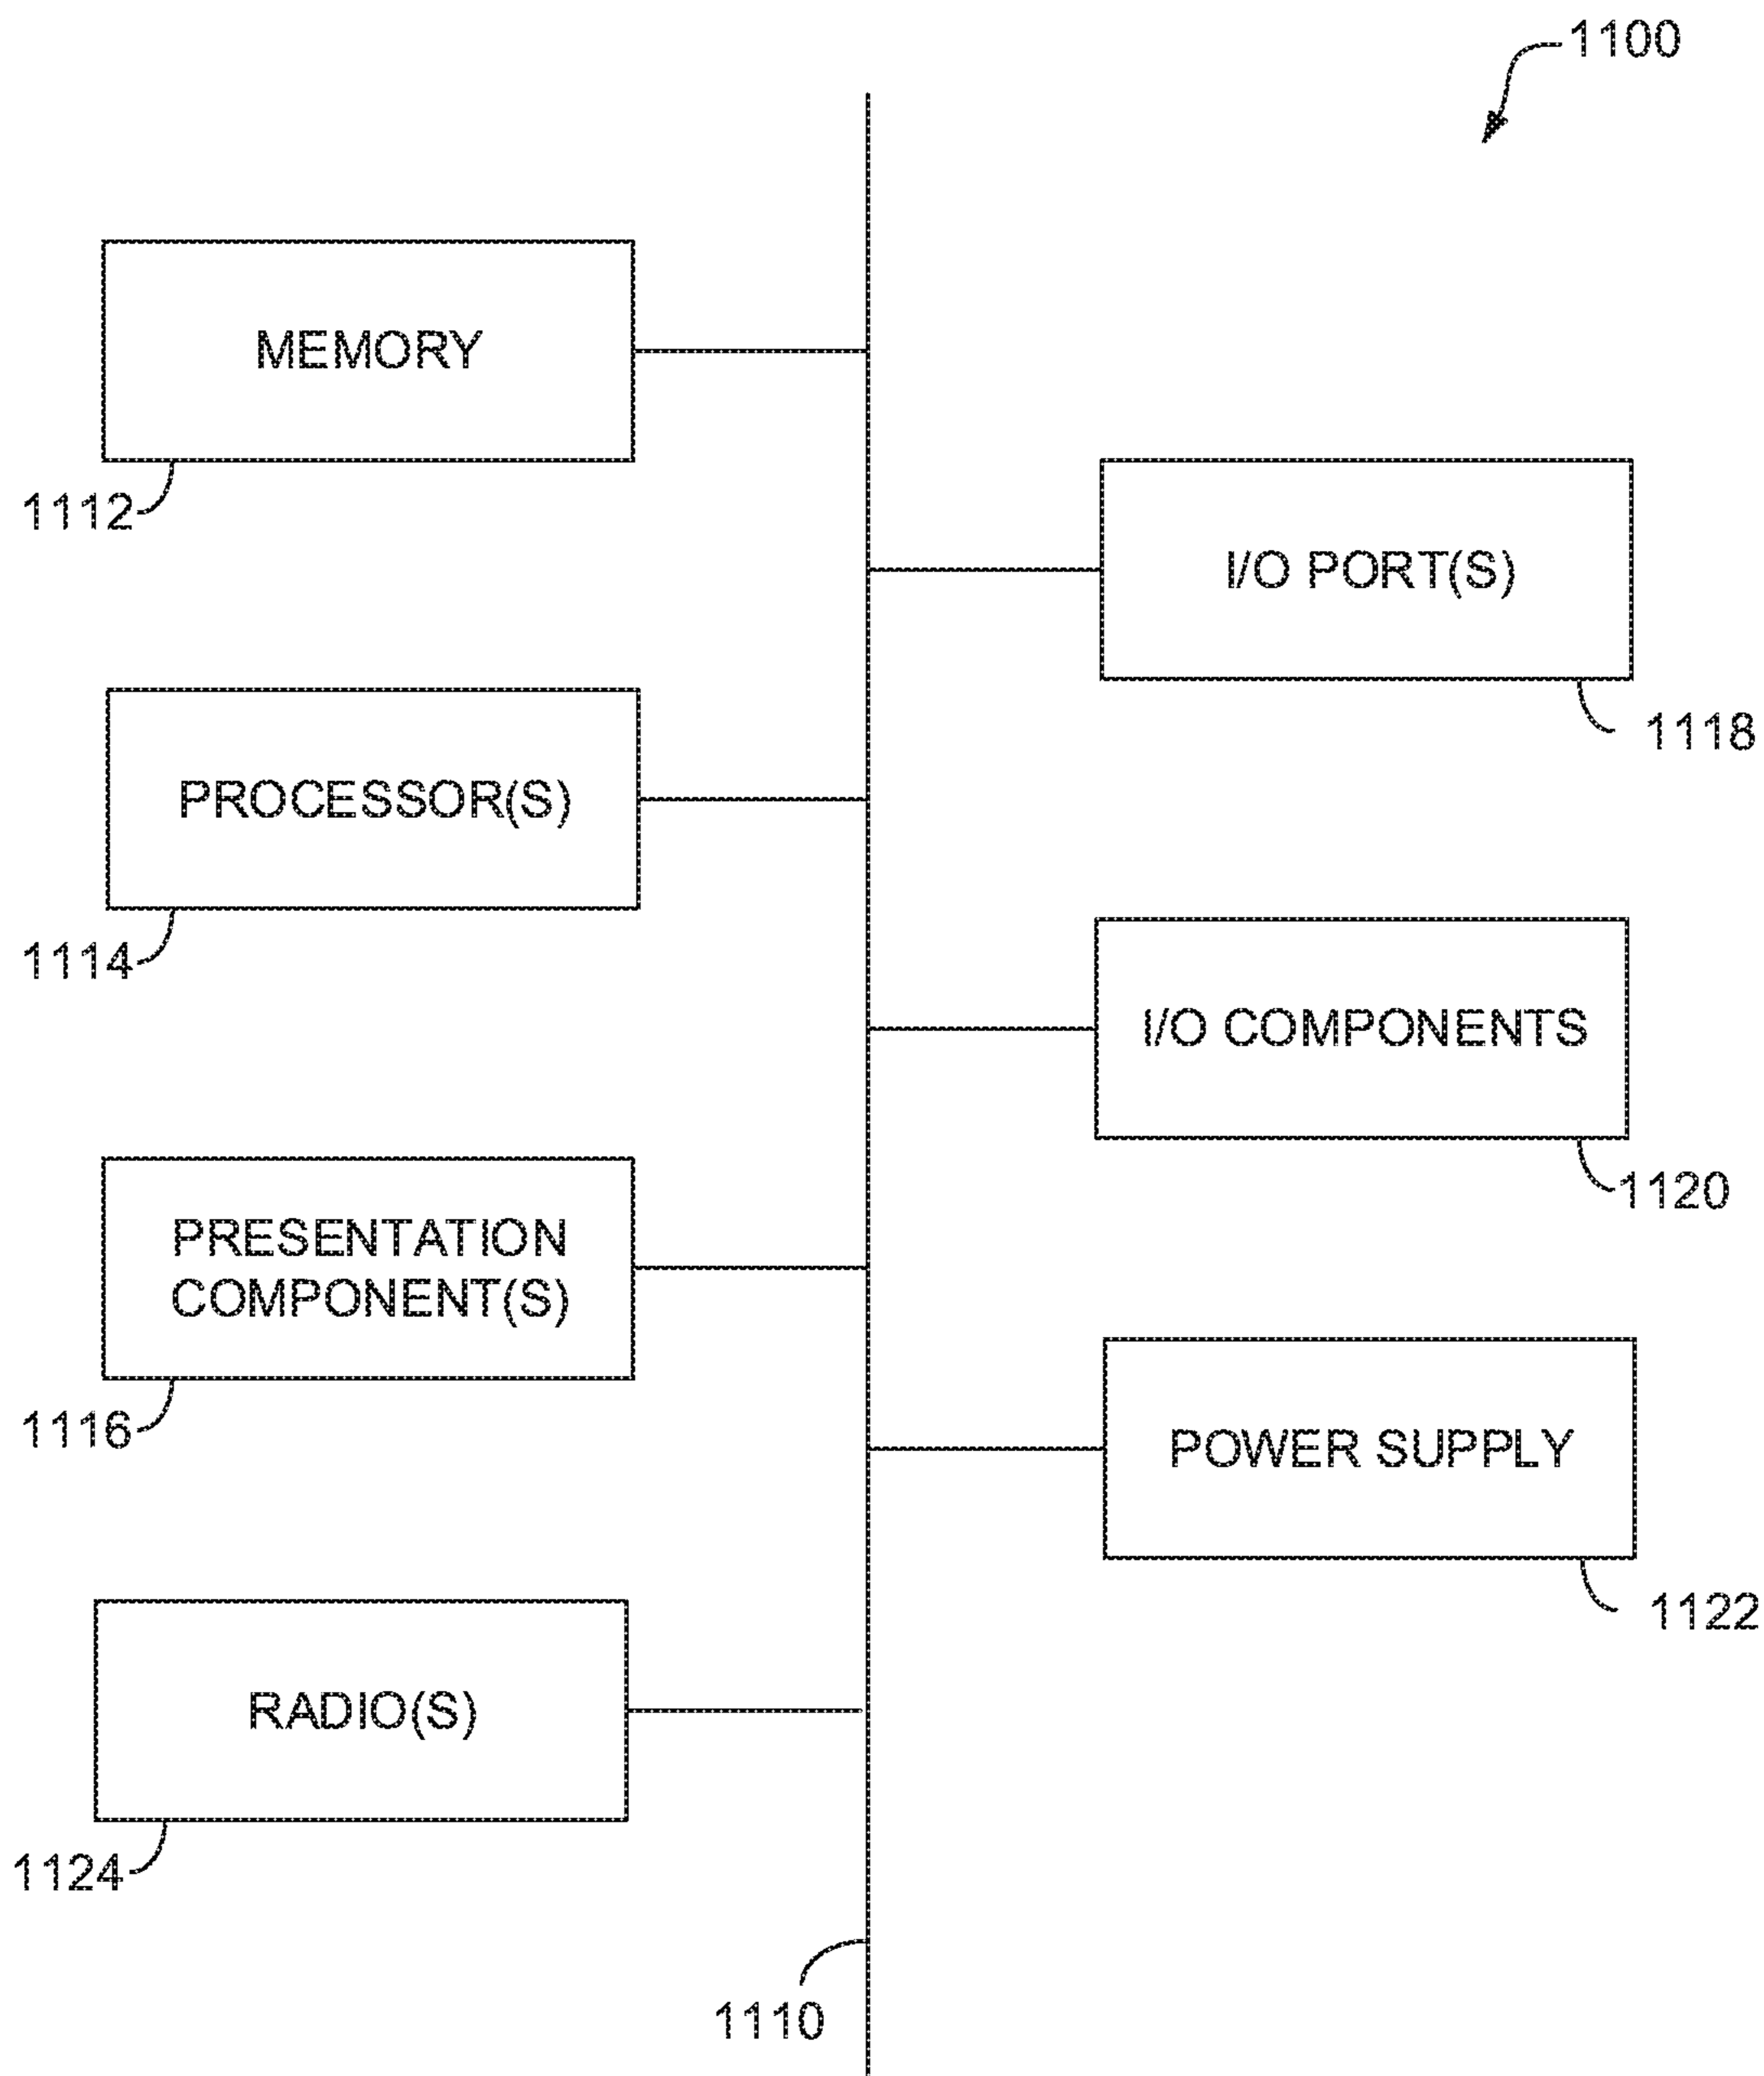 1100
MEMORY
1112
I/O PORT(S)
1118
PROCESSOR(S)
1114
I/O COMPONENTS
1120
PRESENTATION
COMPONENT(S)
1116
POWER SUPPLY
1122
RADIO(S)
1124
1110